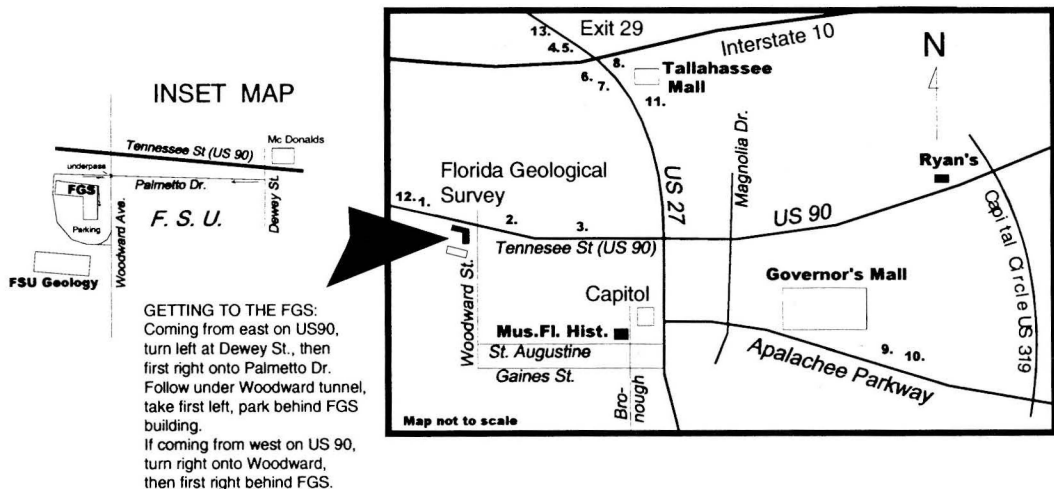 INSET MAP
Mc Donalds
Tennessee St (US 90)
underpass
FGS
Palmetto Dr.
Dewey St.
F. S. U.
Parking
Woodward Ave.
FSU Geology
GETTING TO THE FGS:
Coming from east on US90,
turn left at Dewey St., then
first right onto Palmetto Dr.
Follow under Woodward tunnel,
take first left, park behind FGS
building.
If coming from west on US 90,
turn right onto Woodward,
then first right behind FGS.
13.
Exit 29
4.5.
Interstate 10
N
8.
6.
7.
Tallahassee
Mall
11.
Magnolia Dr.
Ryan's
Florida Geological
Survey
US 27
US 90
Capital Circle US 319
12.
1.
2.
3.
Tennesee St (US 90)
Woodward St.
Governor's Mall
Capitol
Mus.Fl. Hist.
St. Augustine
Gaines St.
9.
10.
Apalachee Parkway
Bro-
nough
Map not to scale